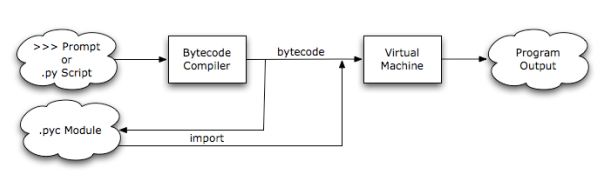 >>> Prompt
or
.py Script
Bytecode
Compiler
bytecode
Virtual
Machine
Program
Output
.pyc Module
import